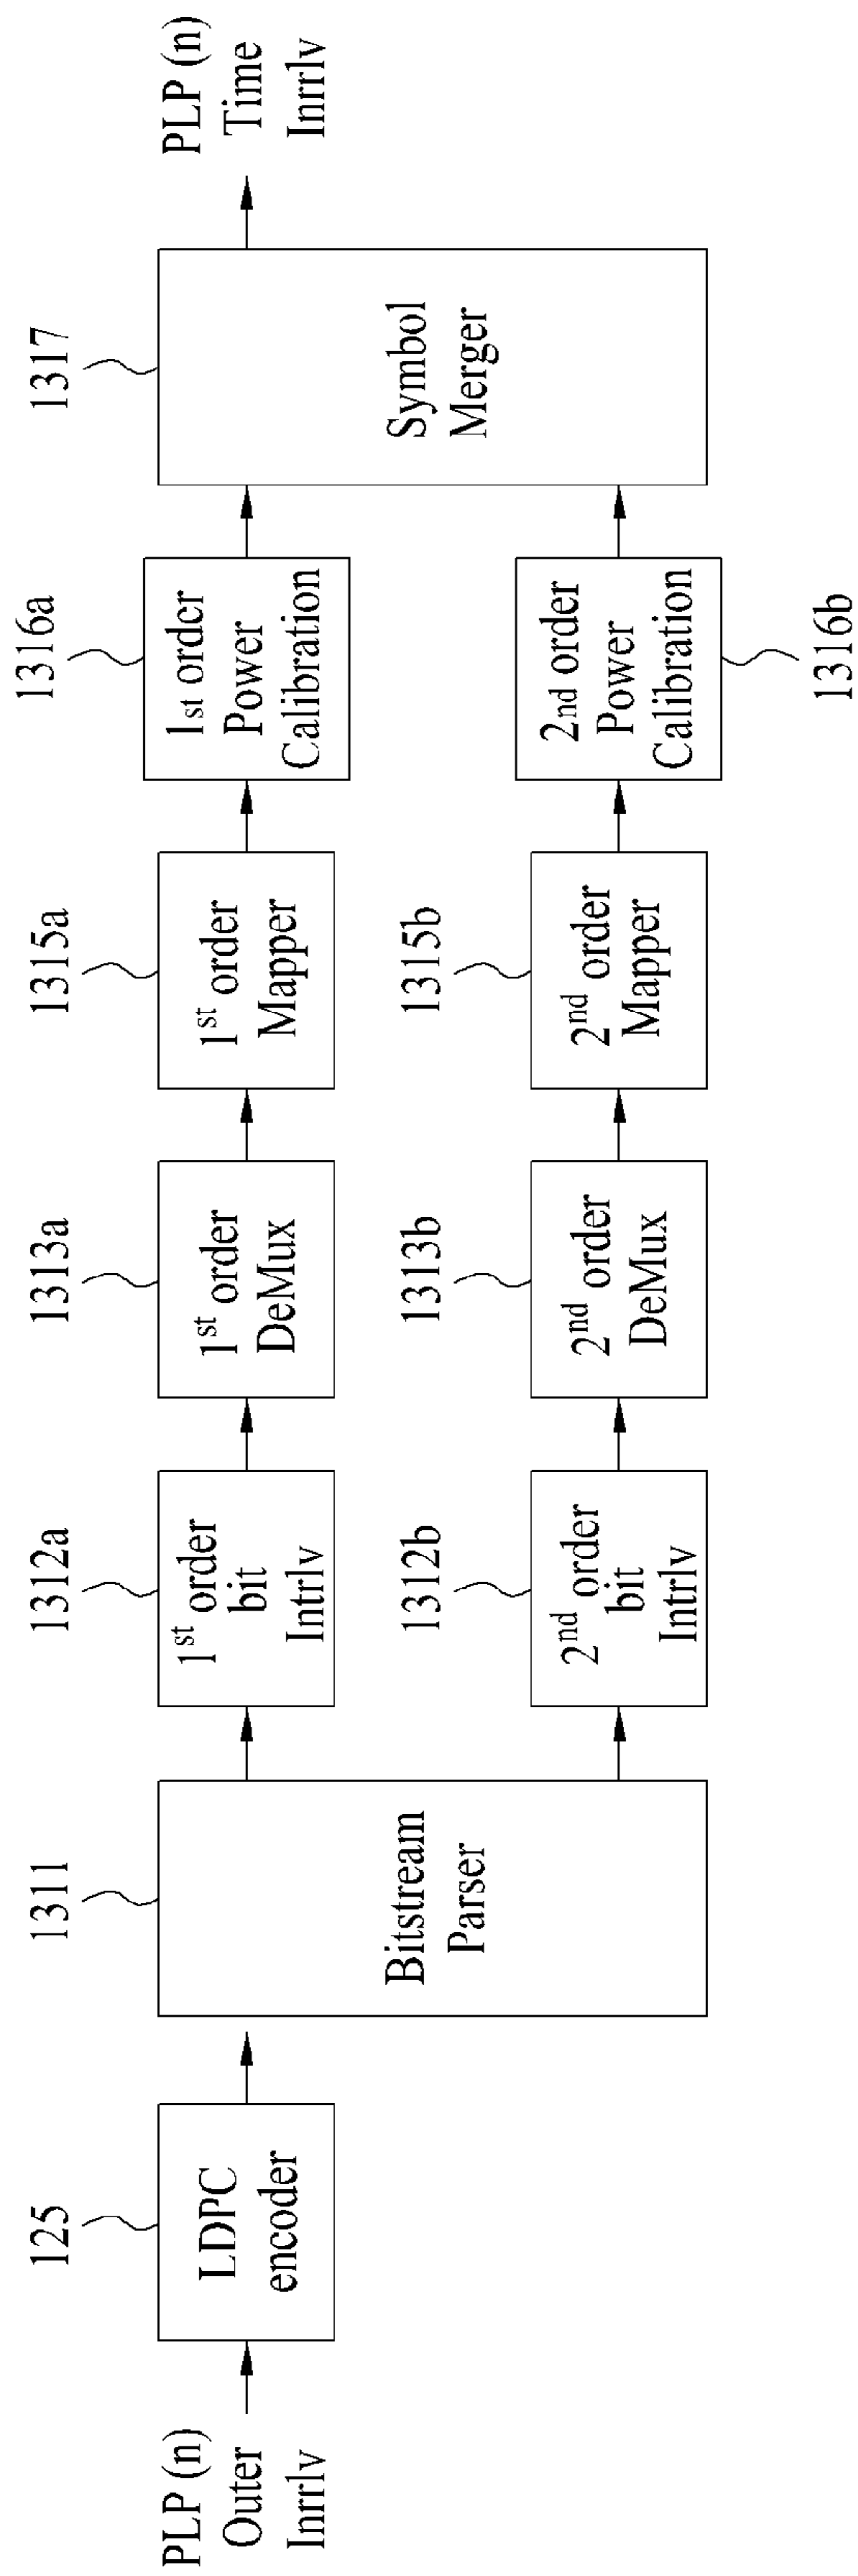 PLP (n)
Outer
Inrrlv
125
LDPC
encoder
1311
Bitstream
Parser
1312a
1st order
bit
Intrlv
1313a
1st order
DeMux
1315a
1st order
Mapper
1316a
1st order
Power
Calibration
1312b
2nd order
bit
Intrlv
1313b
2nd order
DeMux
1315b
2nd order
Mapper
2nd order
Power
Calibration
1316b
1317
Symbol
Merger
PLP (n)
Time
Inrrlv